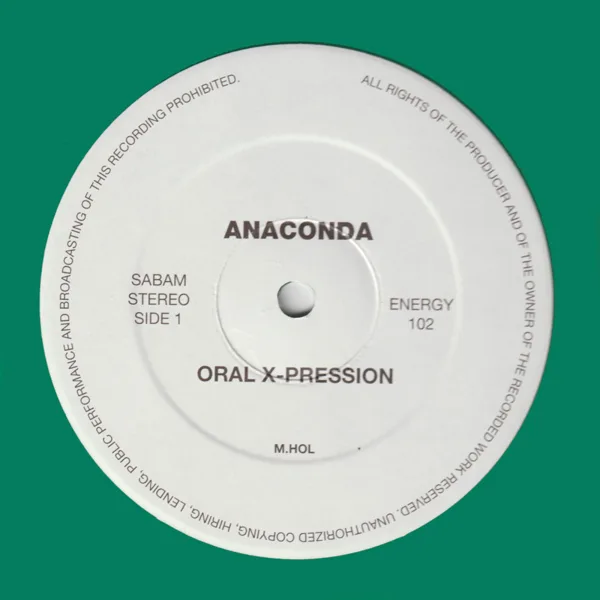 ALL RIGHTS OF THE PRODUCER AND OF THE OWNER OF THE RECORDED WORK RESERVED. UNAUTHORIZED COPYING, HIRING, LENDING, PUBLIC PERFORMANCE AND BROADCASTING OF THIS RECORDING PROHIBITED.
ANACONDA
SABAM
STEREO
SIDE 1
ENERGY
102
ORAL X-PRESSION
M.HOL